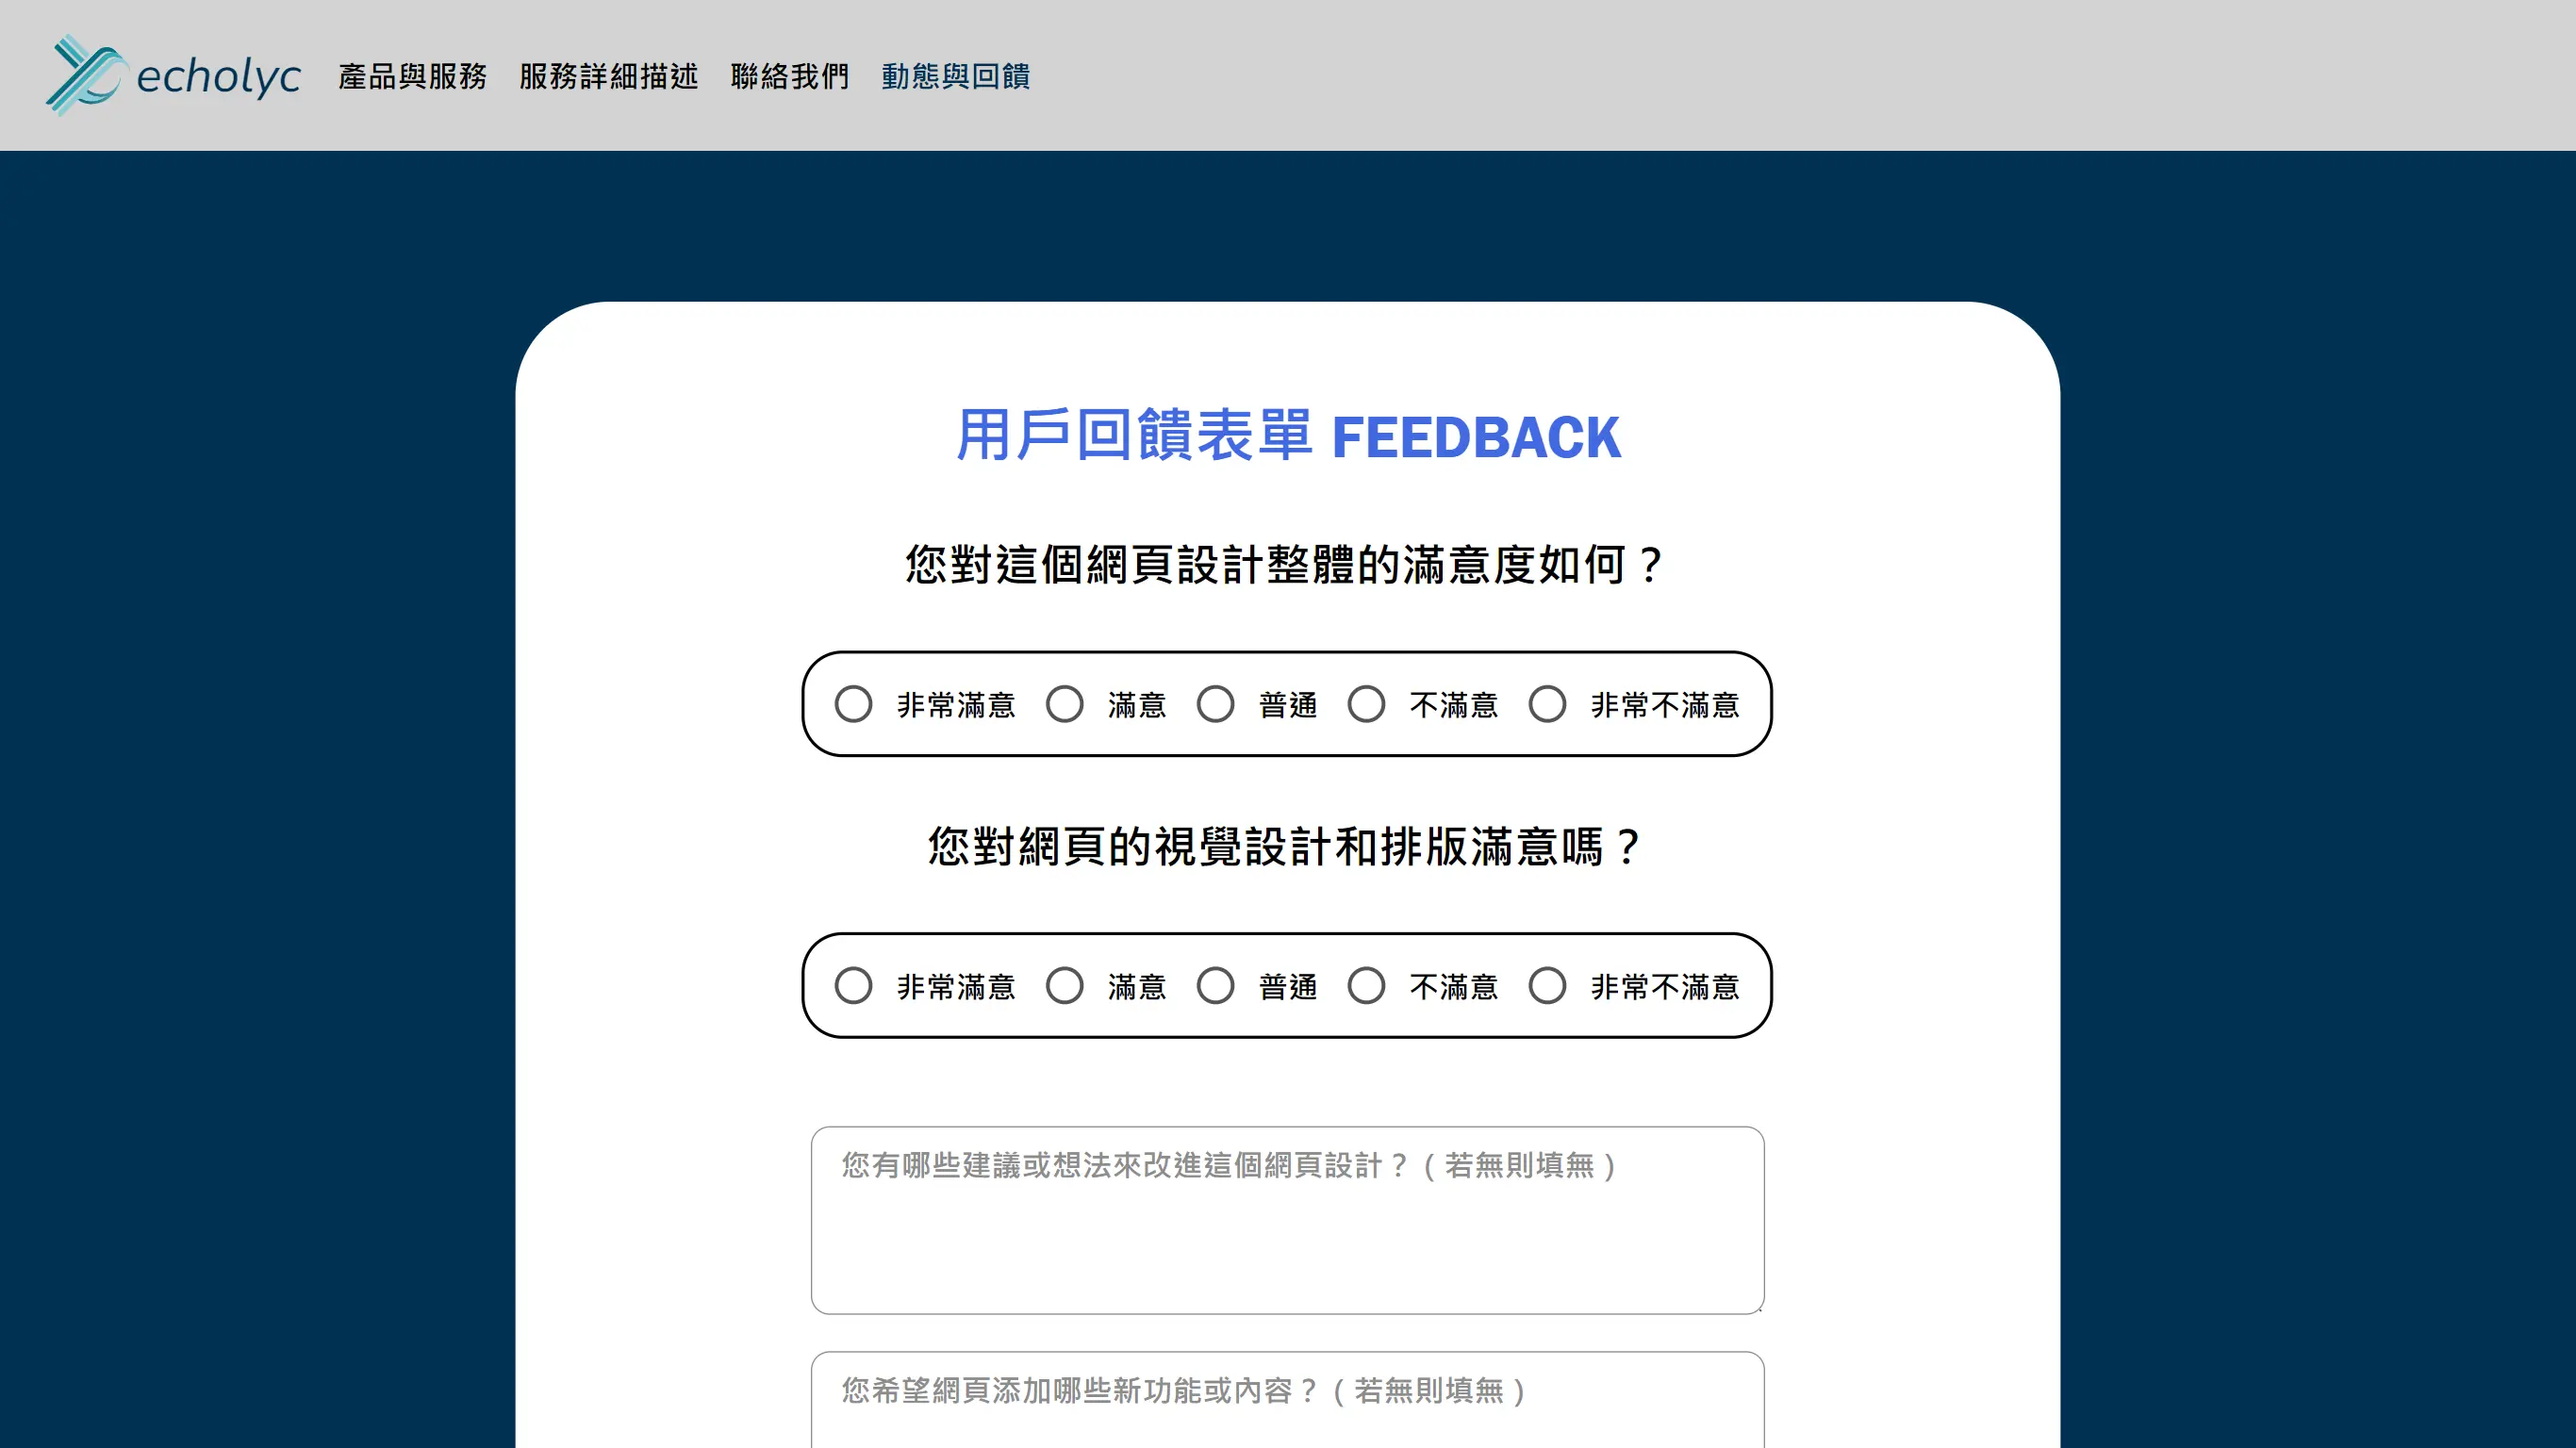 echolyc 產品與服務 服務詳細描述 聯絡我們 動態與回饋
用戶回饋表單 FEEDBACK
您對這個網頁設計整體的滿意度如何？
非常滿意 滿意 普通 不滿意 非常不滿意
您對網頁的視覺設計和排版滿意嗎？
非常滿意 滿意 普通 不滿意 非常不滿意
您有哪些建議或想法來改進這個網頁設計？（若無則填無）
您希望網頁添加哪些新功能或內容？（若無則填無）